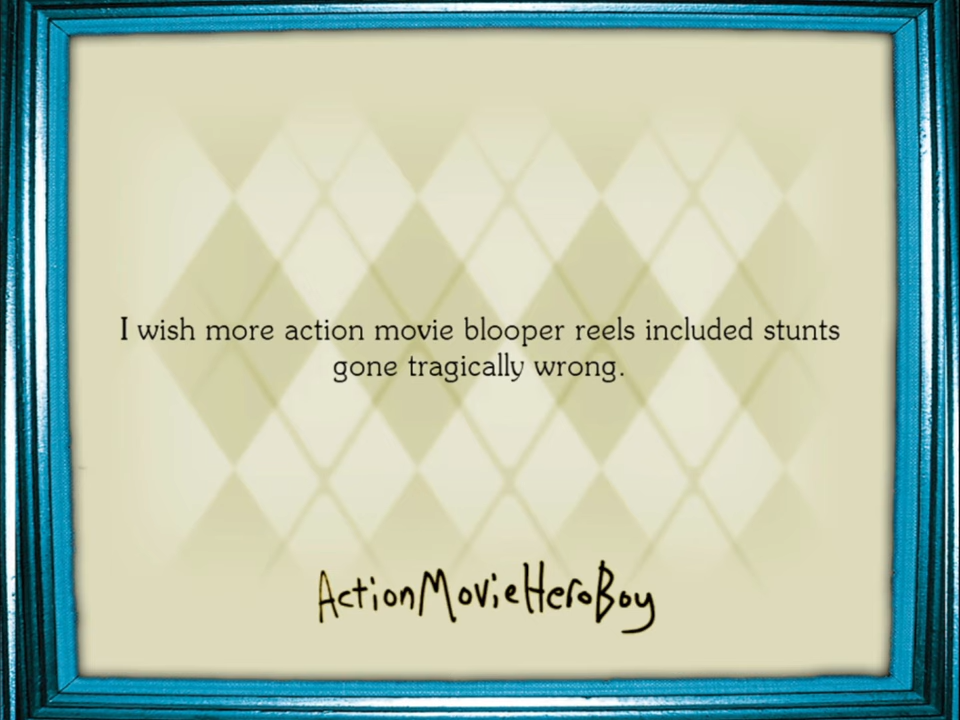 I wish more action movie blooper reels included stunts
gone tragically wrong.
ActionMovieHeroBoy